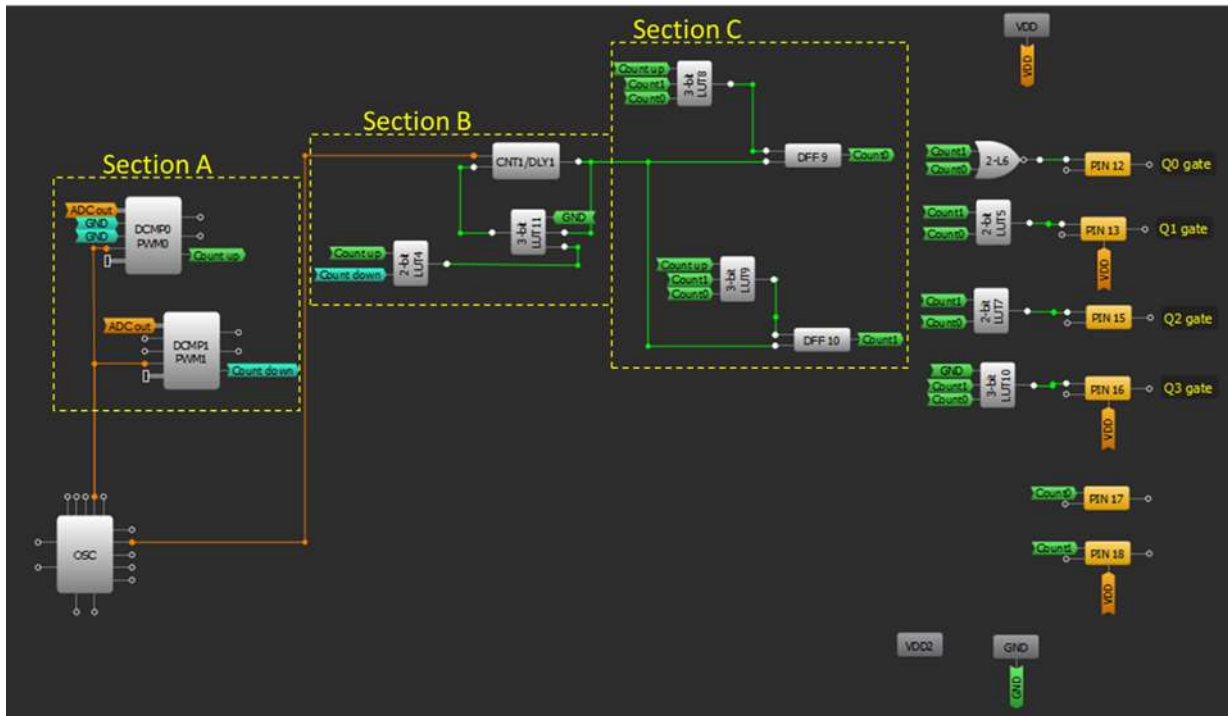 Section A
ADC out
GND
GND
DCMP0
PWM0
Count up
ADC out
DCMP1
PWM1
Count down
OSC
Section B
CNT1/DLY1
GND
3-bit
LUT11
Count up
Count down
2-bit
LUT4
Section C
Count up
Count1
Count0
3-bit
LUT8
DFF 9
Count0
Count up
Count1
Count0
3-bit
LUT9
DFF 10
Count1
VDD
VDD
Count1
Count0
2-L6
PIN 12
Q0 gate
Count1
Count0
2-bit
LUT5
PIN 13
Q1 gate
VDD
Count1
Count0
2-bit
LUT7
PIN 15
Q2 gate
GND
Count1
Count0
3-bit
LUT10
PIN 16
Q3 gate
VDD
Count0
PIN 17
Count1
PIN 18
VDD
VDD2
GND
GND